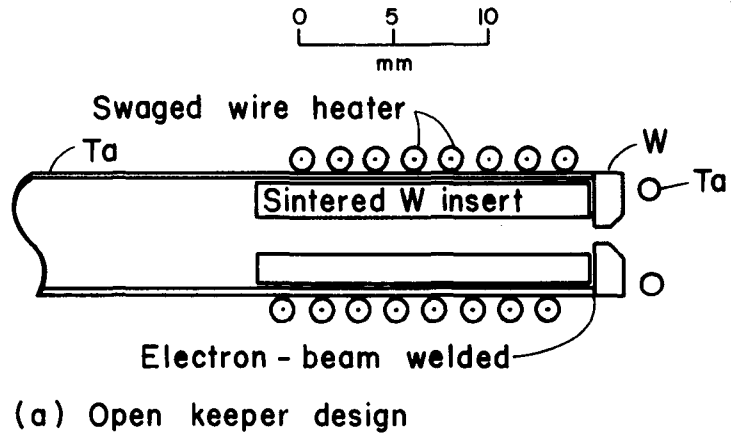 0 5 10
mm
Swaged wire heater
Ta
W
Sintered W insert
Ta
Electron-beam welded
(a) Open keeper design